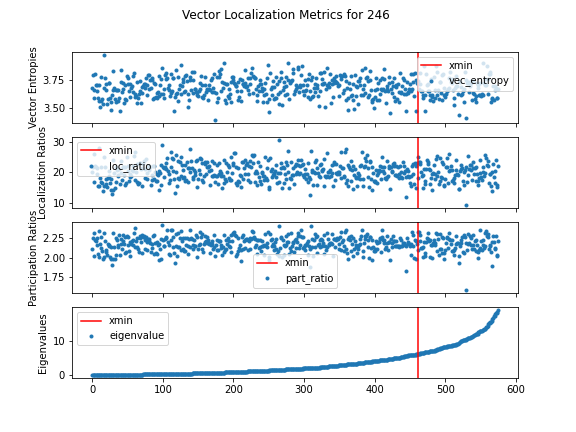 Vector Localization Metrics for 246
Vector Entropies
3.75
3.50
xmin
vec_entropy
Localization Ratios
30
20
10
xmin
loc_ratio
Participation Ratios
2.25
2.00
1.75
xmin
part_ratio
Eigenvalues
10
0
xmin
eigenvalue
0 100 200 300 400 500 600